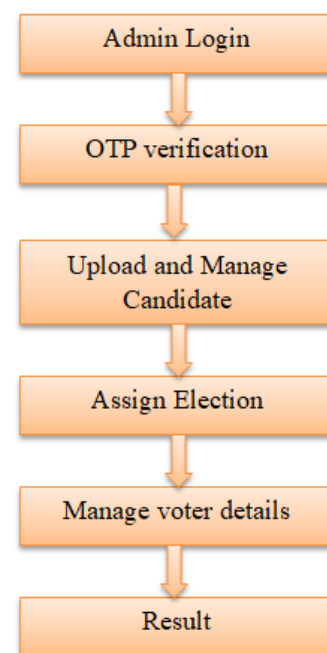 Admin Login
OTP verification
Upload and Manage
Candidate
Assign Election
Manage voter details
Result